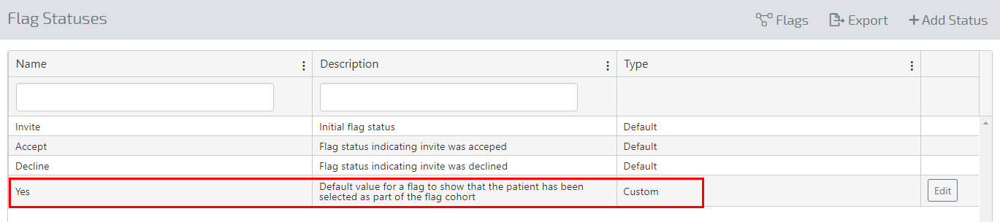 Flag Statuses
Flags
Export
+ Add Status
Name
Description
Type
Invite
Initial flag status
Default
Accept
Flag status indicating invite was acceped
Default
Decline
Flag status indicating invite was declined
Default
Yes
Default value for a flag to show that the patient has been
selected as part of the flag cohort
Custom
Edit